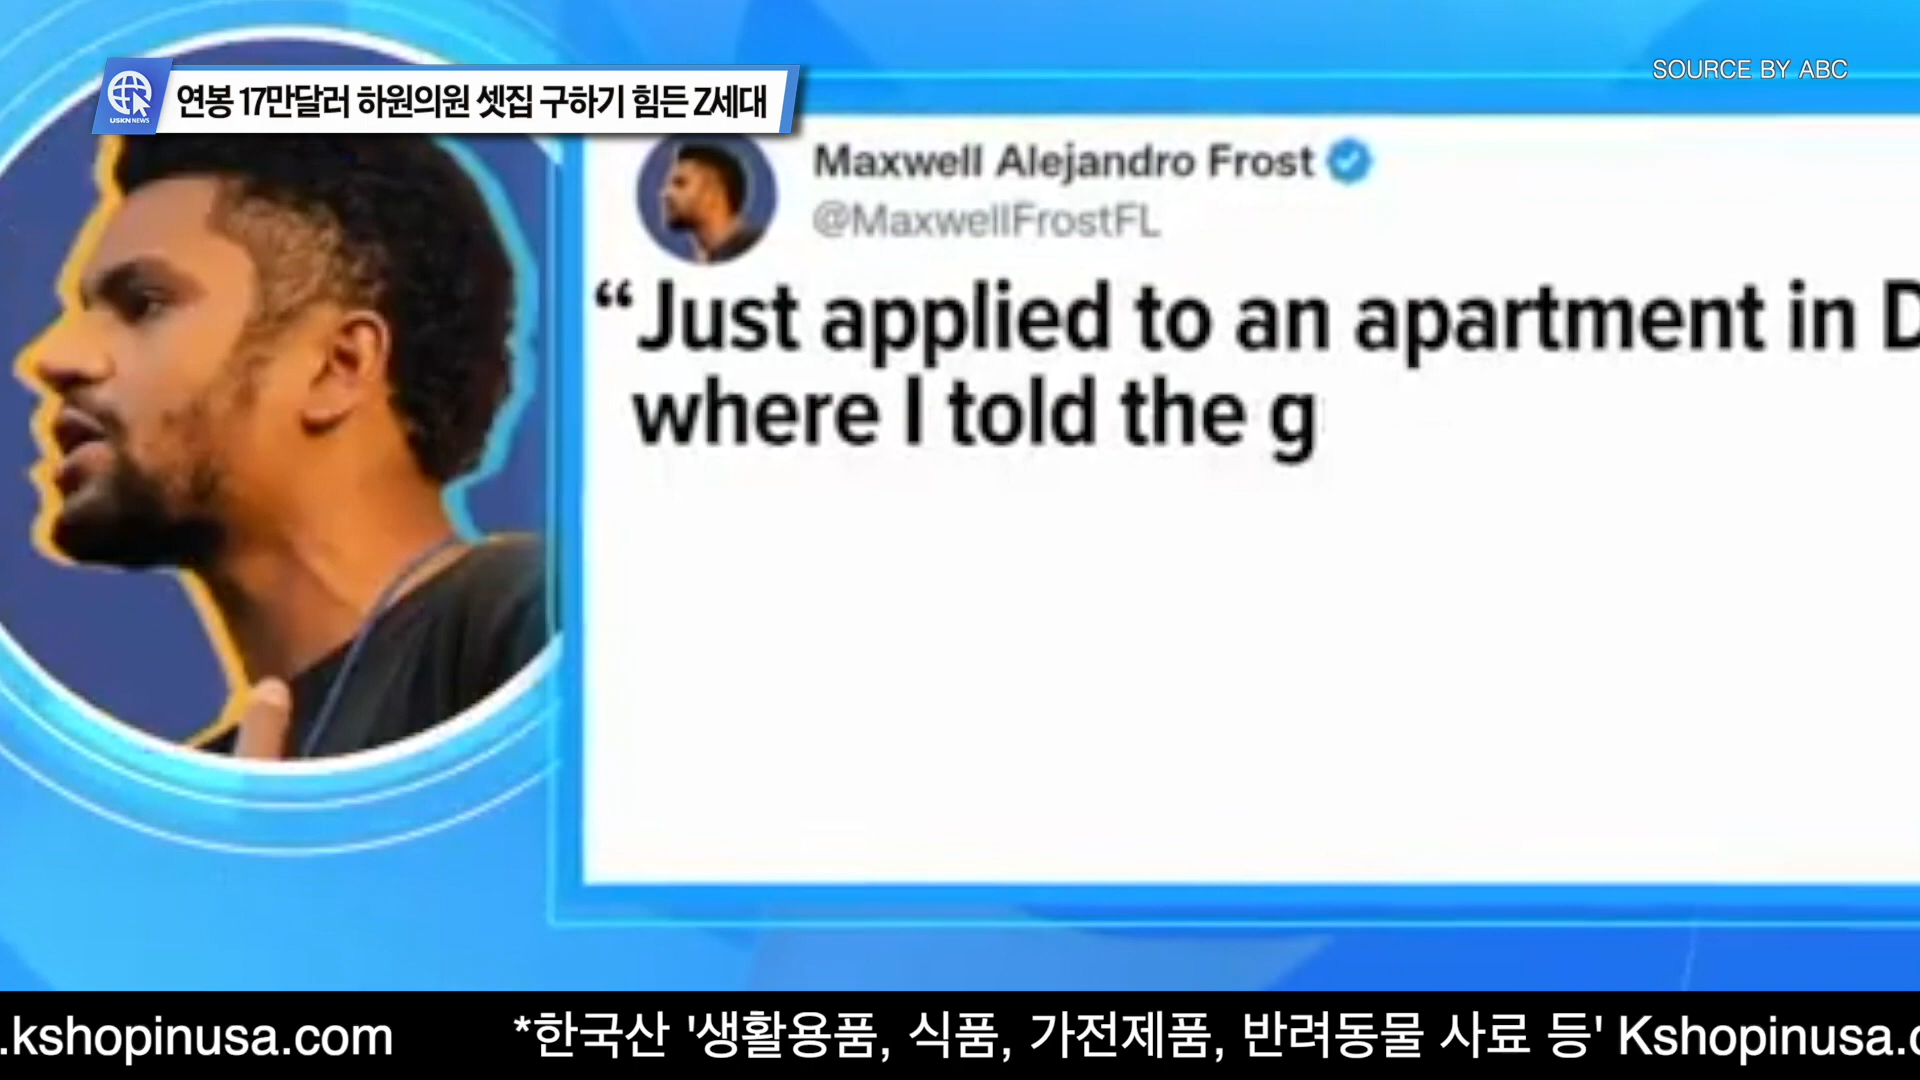 연봉 17만달러 하원의원 셋집 구하기 힘든 Z세대
USKN NEWS
SOURCE BY ABC
Maxwell Alejandro Frost
@MaxwellFrostFL
“Just applied to an apartment in D
where I told the g
.kshopinusa.com *한국산 '생활용품, 식품, 가전제품, 반려동물 사료 등' Kshopinusa.c